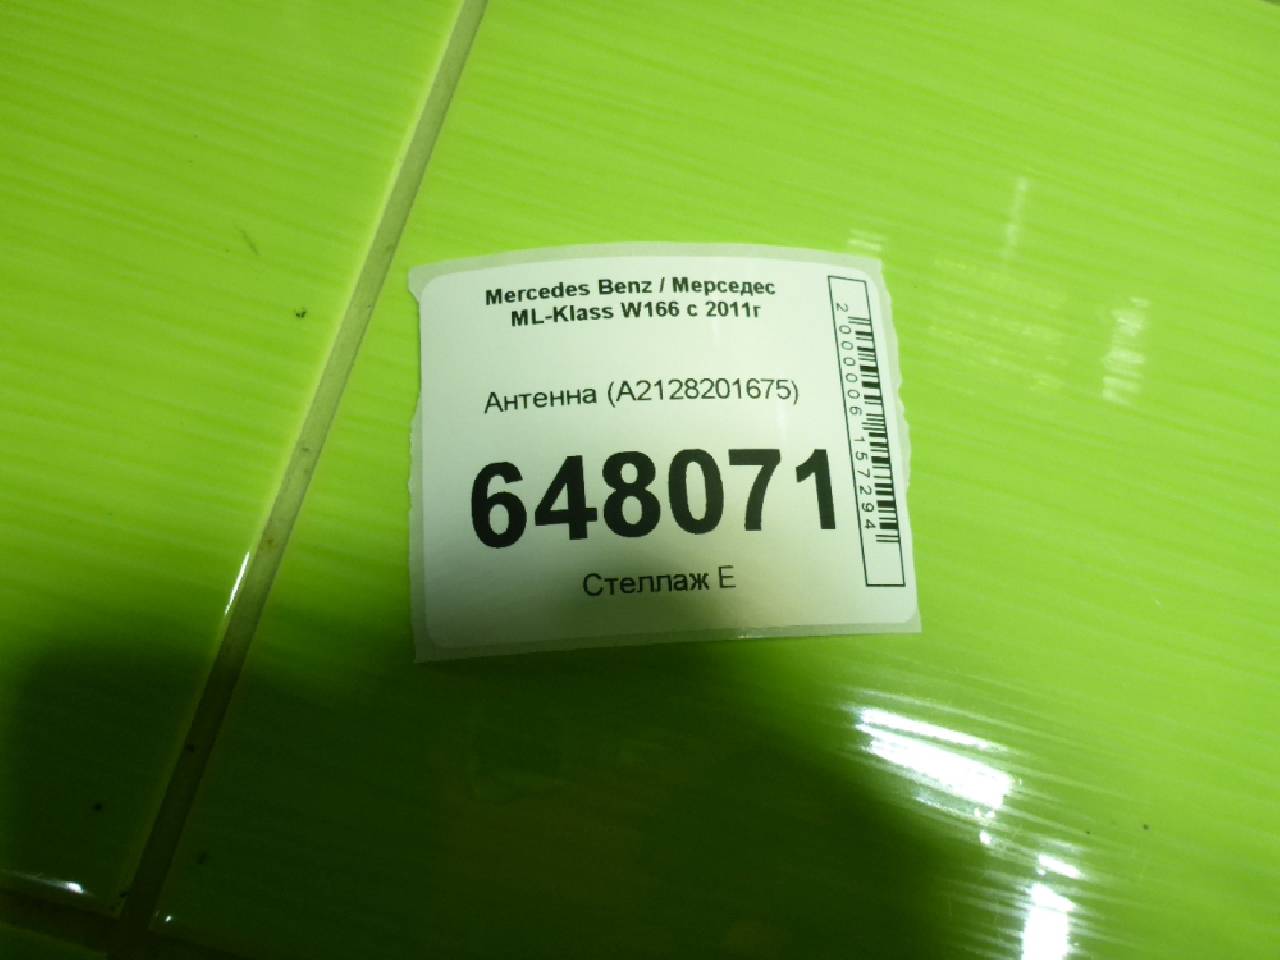 Mercedes Benz / Мерседес
ML-Klass W166 с 2011г
Антенна (A2128201675)
648071
Стеллаж Е
2000006157294